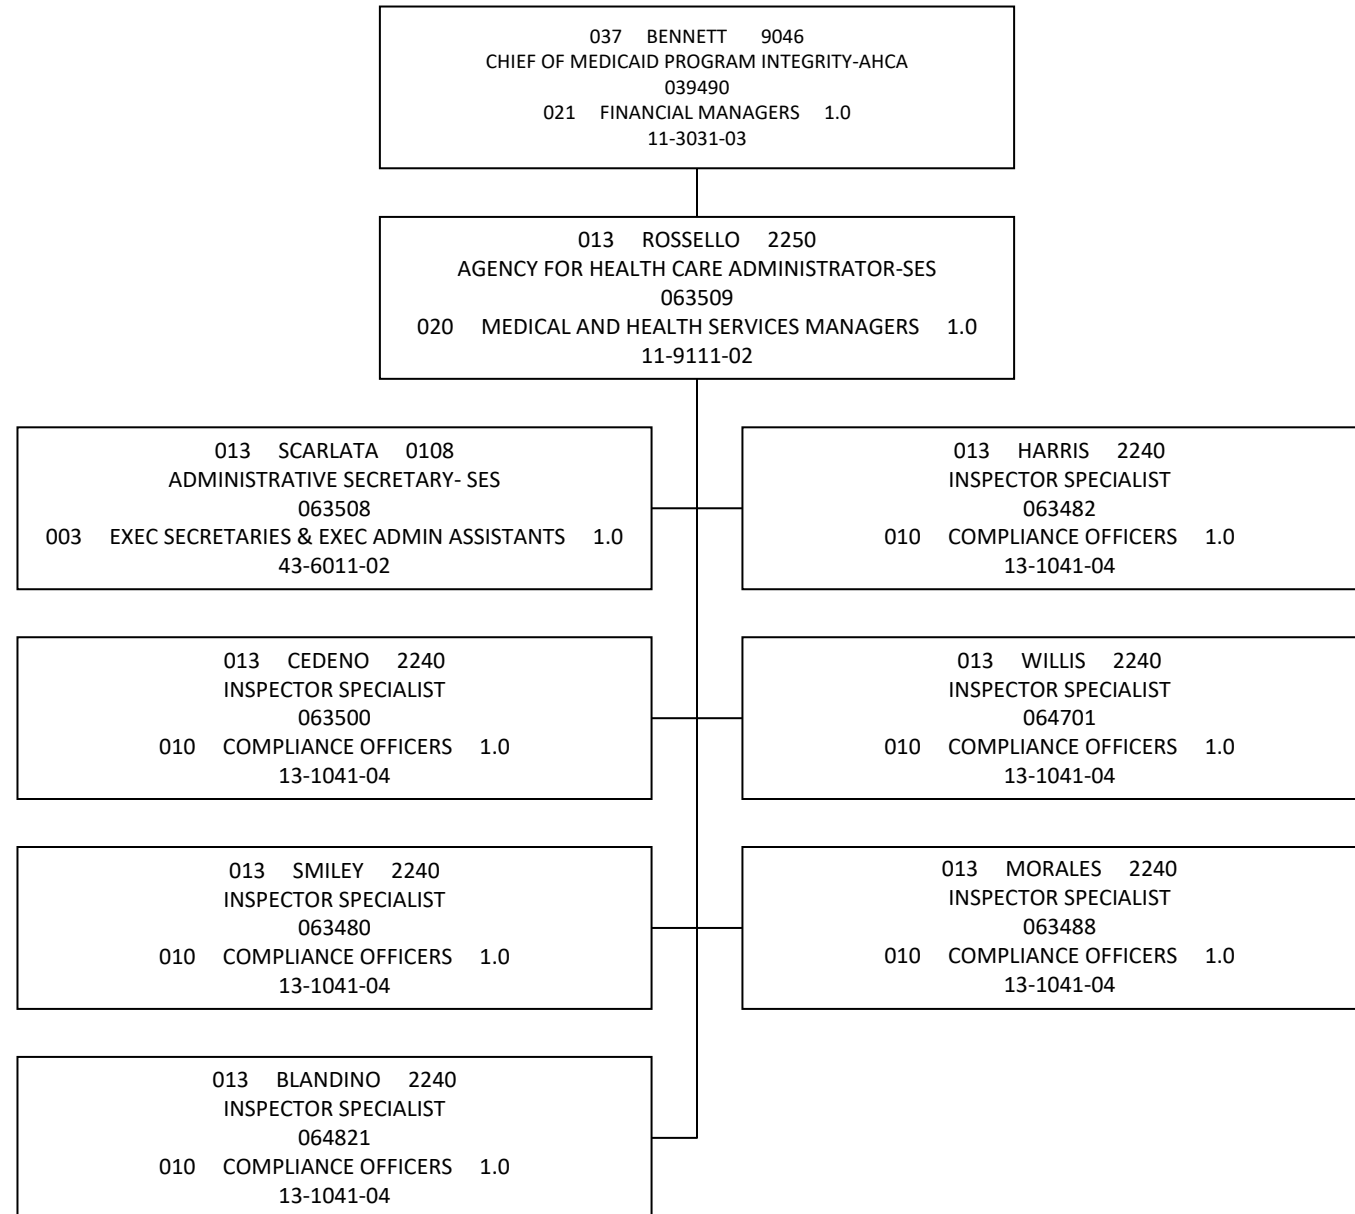 037 BENNETT 9046
CHIEF OF MEDICAID PROGRAM INTEGRITY-AHCA
039490
021 FINANCIAL MANAGERS 1.0
11-3031-03
013 ROSSELLO 2250
AGENCY FOR HEALTH CARE ADMINISTRATOR-SES
063509
020 MEDICAL AND HEALTH SERVICES MANAGERS 1.0
11-9111-02
013 SCARLATA 0108
ADMINISTRATIVE SECRETARY- SES
063508
003 EXEC SECRETARIES & EXEC ADMIN ASSISTANTS 1.0
43-6011-02
013 HARRIS 2240
INSPECTOR SPECIALIST
063482
010 COMPLIANCE OFFICERS 1.0
13-1041-04
013 CEDENO 2240
INSPECTOR SPECIALIST
063500
010 COMPLIANCE OFFICERS 1.0
13-1041-04
013 WILLIS 2240
INSPECTOR SPECIALIST
064701
010 COMPLIANCE OFFICERS 1.0
13-1041-04
013 SMILEY 2240
INSPECTOR SPECIALIST
063480
010 COMPLIANCE OFFICERS 1.0
13-1041-04
013 MORALES 2240
INSPECTOR SPECIALIST
063488
010 COMPLIANCE OFFICERS 1.0
13-1041-04
013 BLANDINO 2240
INSPECTOR SPECIALIST
064821
010 COMPLIANCE OFFICERS 1.0
13-1041-04